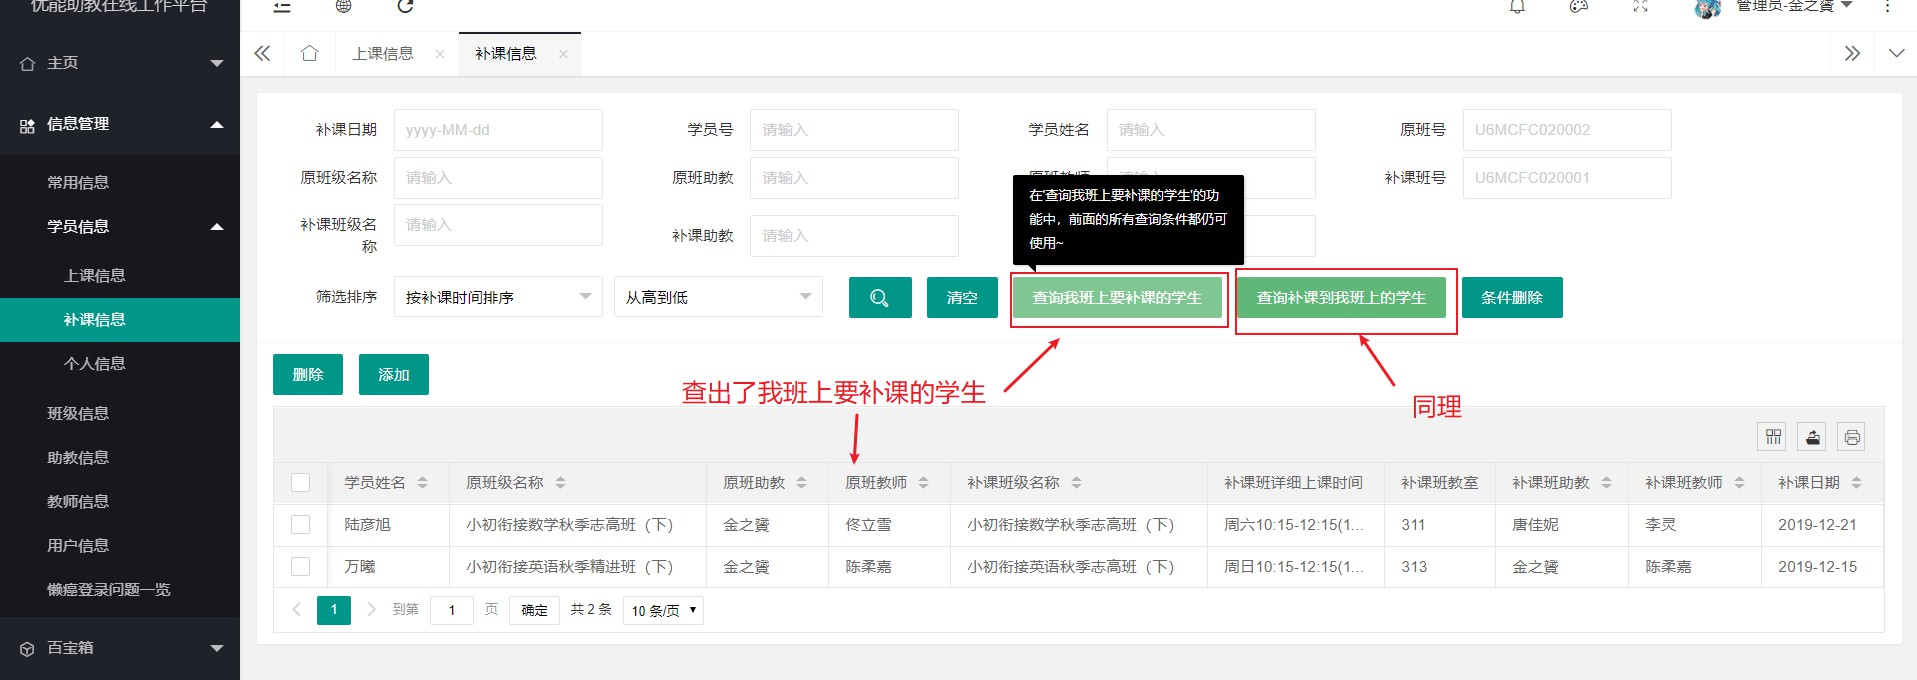 优能助教在线工作平台
管理员-金之簧
主页
信息管理
常用信息
学员信息
上课信息
补课信息
个人信息
班级信息
助教信息
教师信息
用户信息
懒癌登录问题一览
百宝箱
上课信息 ×
补课信息 ×
补课日期 yyyy-MM-dd 学员号 请输入 学员姓名 请输入 原班号 U6MCFC020002
原班级名称 请输入 原班助教 请输入 原班教师 补课班号 U6MCFC020001
补课班级名称 请输入 补课助教 请输入
在'查询我班上要补课的学生'的功
能中，前面的所有查询条件都仍可
使用~
筛选排序 按补课时间排序 从高到低 清空 查询我班上要补课的学生 查询补课到我班上的学生 条件删除
删除 添加
查出了我班上要补课的学生
同理
学员姓名 原班级名称 原班助教 原班教师 补课班级名称 补课班详细上课时间 补课班教室 补课班助教 补课班教师 补课日期
陆彦旭 小初衔接数学秋季志高班（下） 金之簧 佟立雪 小初衔接数学秋季志高班（下） 周六10:15-12:15(1... 311 唐佳妮 李炅 2019-12-21
万曦 小初衔接英语秋季精进班（下） 金之簧 陈柔嘉 小初衔接英语秋季志高班（下） 周日10:15-12:15(1... 313 金之簧 陈柔嘉 2019-12-15
1 到第 1 页 确定 共 2 条 10 条/页